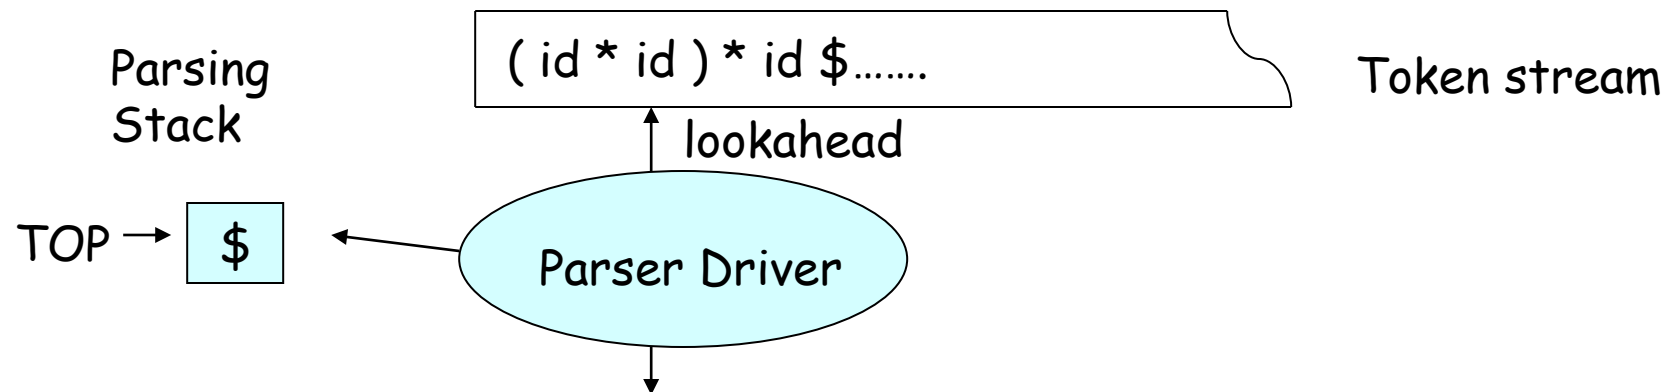 Parsing
Stack
( id * id ) * id $.......
Token stream
lookahead
TOP
$
Parser Driver